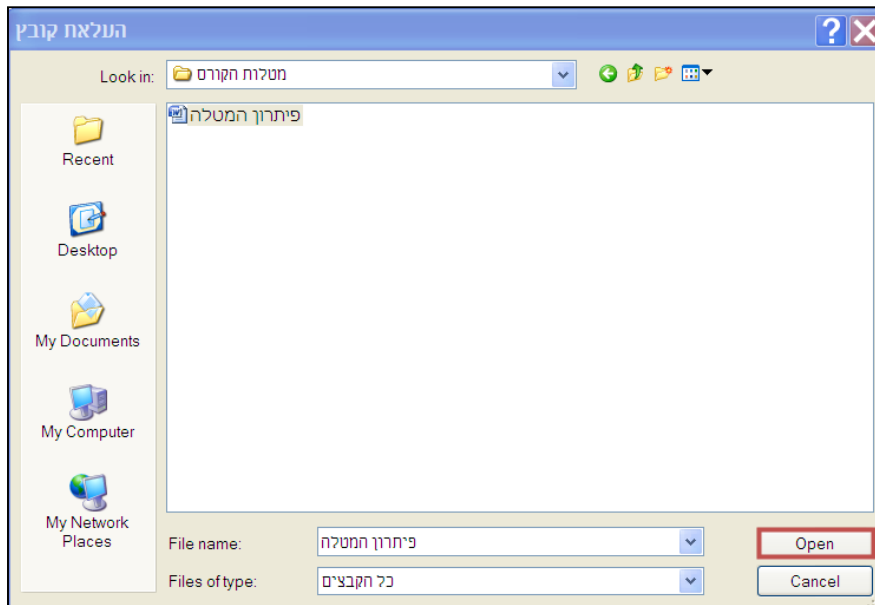 העלאת קובץ
Look in: מטלות הקורס
פיתרון המטלה
Recent
Desktop
My Documents
My Computer
My Network
Places
File name: פיתרון המטלה
Open
Files of type: כל הקבצים
Cancel